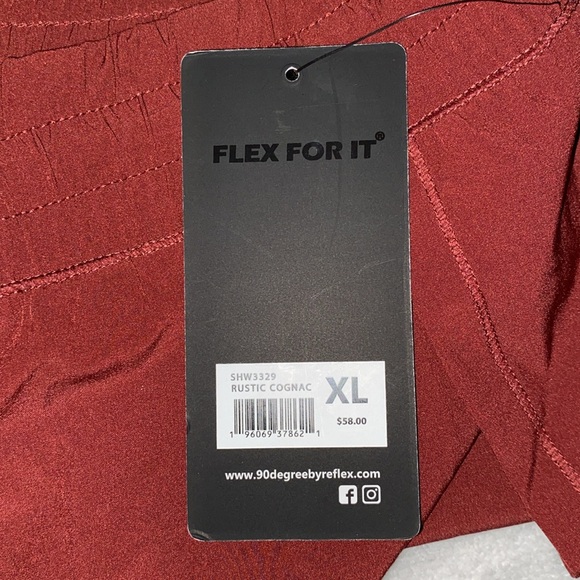 FLEX FOR IT®
SHW3329
RUSTIC COGNAC
XL
$58.00
1 96069 37862 1
www.90degreebyreflex.com